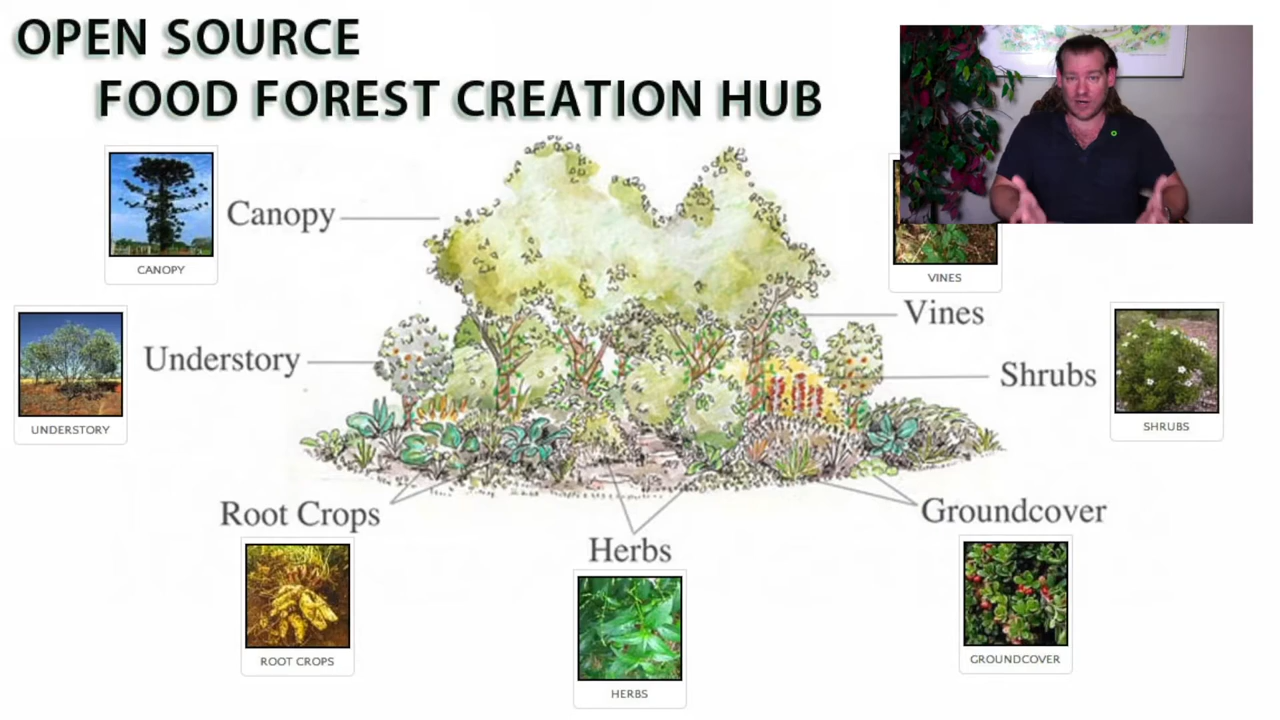 OPEN SOURCE
FOOD FOREST CREATION HUB
CANOPY
Canopy
VINES
Vines
UNDERSTORY
Understory
Shrubs
SHRUBS
Root Crops
ROOT CROPS
Herbs
HERBS
Groundcover
GROUNDCOVER